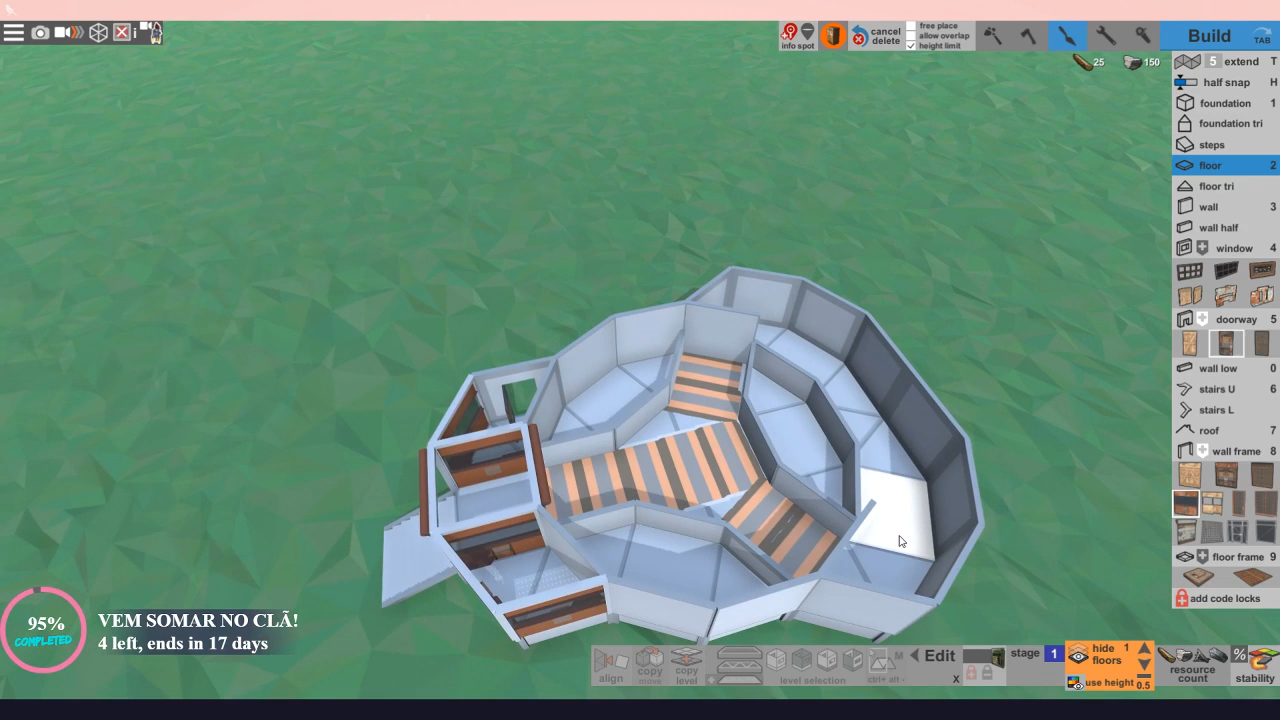 info spot
cancel
delete
free place
allow overlap
height limit
Build
TAB
25
150
5 extend T
half snap H
foundation 1
foundation tri
steps
floor 2
floor tri
wall 3
wall half
window 4
doorway 5
wall low 0
stairs U 6
stairs L
roof 7
wall frame 8
floor frame 9
add code locks
95%
COMPLETED
VEM SOMAR NO CLÃ!
4 left, ends in 17 days
align
copy
move
copy
level
level selection
M
ctrl+ alt -
Edit
X
stage 1
hide 1
floors
use height 0.5
resource
count
%
stability